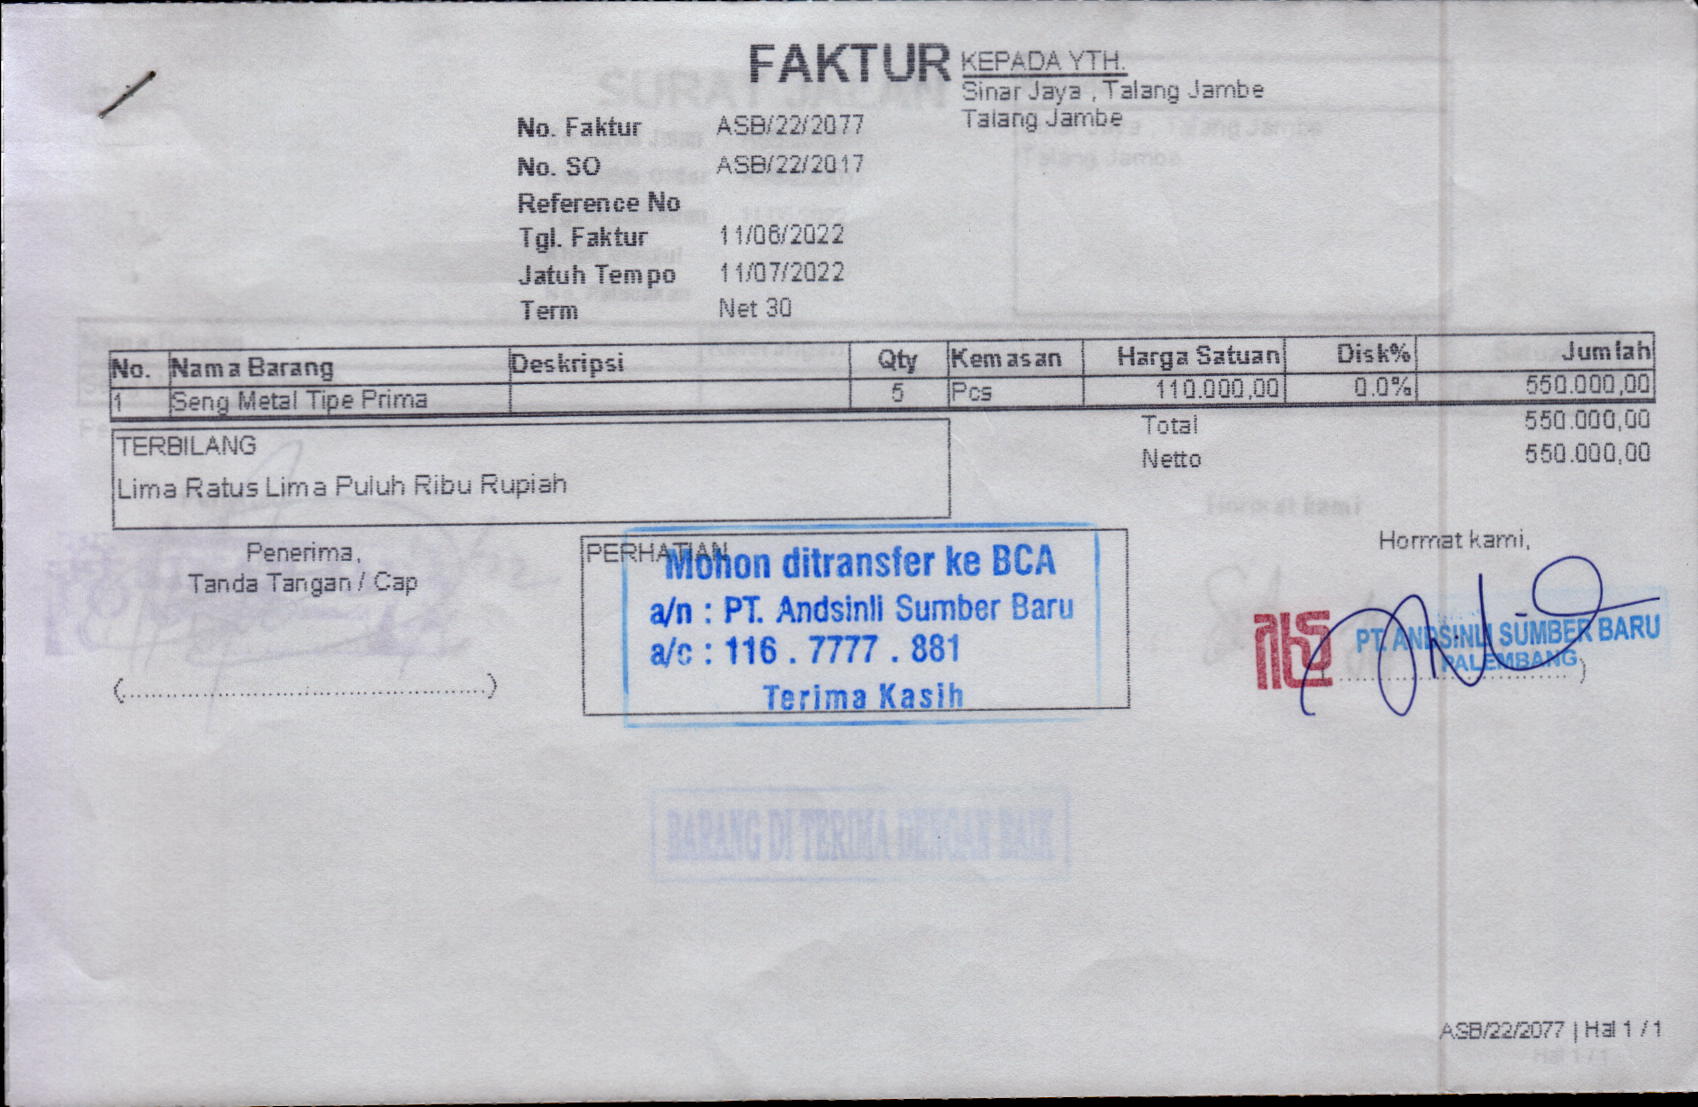 FAKTUR
KEPADA YTH.
Sinar Jaya , Talang Jambe
Talang Jambe
No. Faktur ASB/22/2077
No. SO ASB/22/2017
Reference No
Tgl. Faktur 11/06/2022
Jatuh Tempo 11/07/2022
Term Net 30
No. Nama Barang Deskripsi Qty Kemasan Harga Satuan Disk% Jumlah
1 Seng Metal Tipe Prima 5 Pcs 110.000,00 0.0% 550.000,00
Total 550.000,00
Netto 550.000,00
TERBILANG
Lima Ratus Lima Puluh Ribu Rupiah
Penerima,
Tanda Tangan / Cap
PERHATIAN
Mohon ditransfer ke BCA
a/n : PT. Andsinli Sumber Baru
a/c : 116 . 7777 . 881
Terima Kasih
Hormat kami,
PT. ANDSINLI SUMBER BARU
PALEMBANG
BARANG DI TERIMA DENGAN BAIK
ASB/22/2077 | Hal 1 / 1